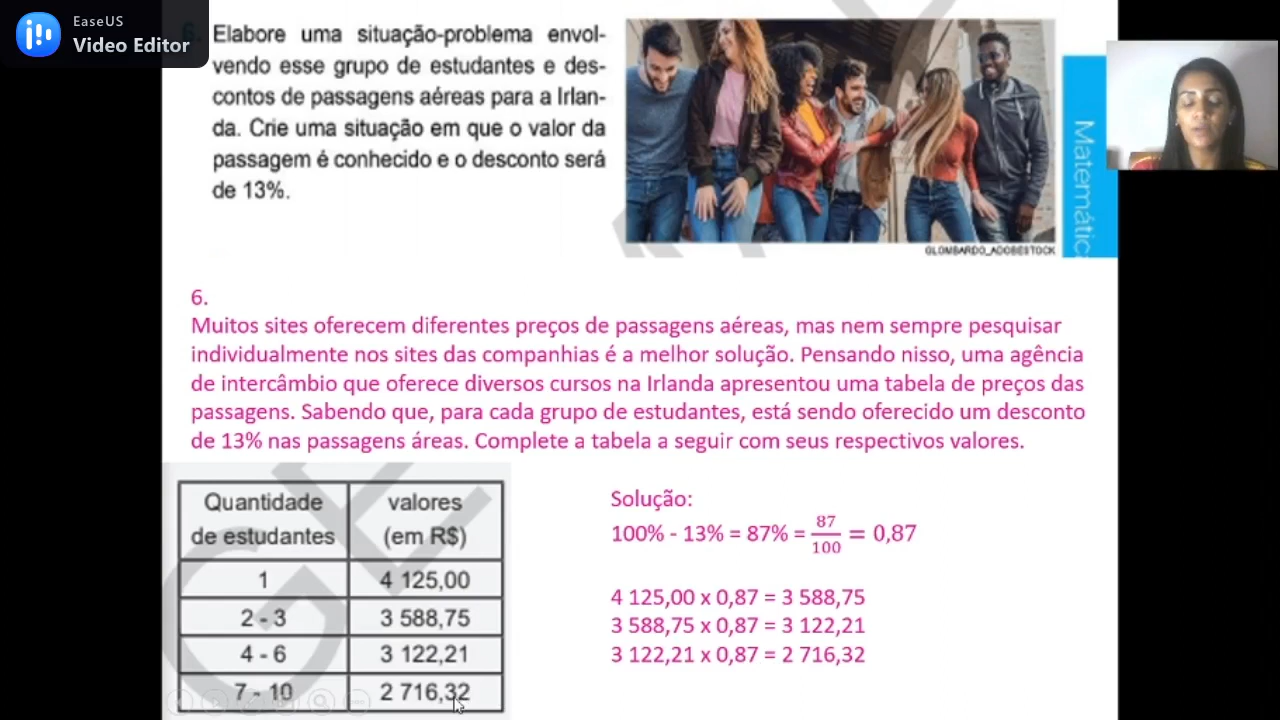 EaseUS
Video Editor
6. Elabore uma situação-problema envol-
vendo esse grupo de estudantes e des-
contos de passagens aéreas para a Irlan-
da. Crie uma situação em que o valor da
passagem é conhecido e o desconto será
de 13%.
GLOMBARDO_ADOBESTOCK
6.
Muitos sites oferecem diferentes preços de passagens aéreas, mas nem sempre pesquisar
individualmente nos sites das companhias é a melhor solução. Pensando nisso, uma agência
de intercâmbio que oferece diversos cursos na Irlanda apresentou uma tabela de preços das
passagens. Sabendo que, para cada grupo de estudantes, está sendo oferecido um desconto
de 13% nas passagens áreas. Complete a tabela a seguir com seus respectivos valores.
Quantidade de estudantes valores (em R$)
1 4 125,00
2 - 3 3 588,75
4 - 6 3 122,21
7 - 10 2 716,32
Solução:
100% - 13% = 87% = 87/100 = 0,87
4 125,00 x 0,87 = 3 588,75
3 588,75 x 0,87 = 3 122,21
3 122,21 x 0,87 = 2 716,32